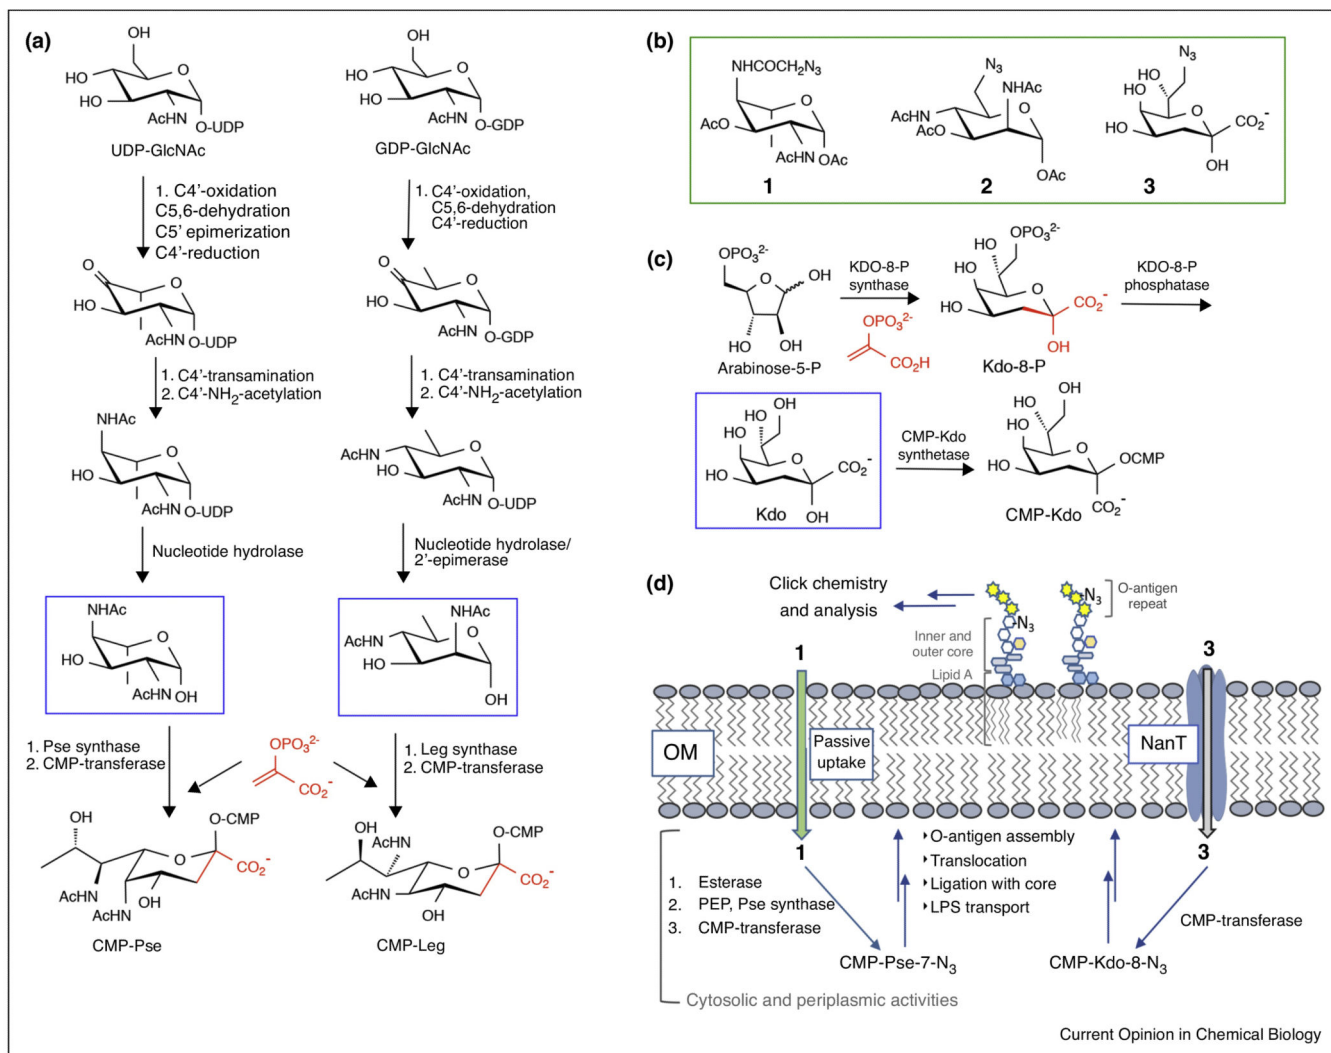 (a)
OH
HO
HO
O
AcHN
O-UDP
UDP-GlcNAc
OH
HO
HO
O
AcHN
O-GDP
GDP-GlcNAc
1. C4'-oxidation
C5,6-dehydration
C5' epimerization
C4'-reduction
1. C4'-oxidation,
C5,6-dehydration
C4'-reduction
O
O
HO
AcHN
O-UDP
O
O
HO
AcHN
O-GDP
1. C4'-transamination
2. C4'-NH2-acetylation
1. C4'-transamination
2. C4'-NH2-acetylation
NHAc
O
HO
AcHN
O-UDP
AcHN
O
HO
AcHN
O-UDP
Nucleotide hydrolase
Nucleotide hydrolase/
2'-epimerase
NHAc
O
HO
AcHN
OH
NHAc
AcHN
O
HO
OH
1. Pse synthase
2. CMP-transferase
OPO3 2-
CO2-
1. Leg synthase
2. CMP-transferase
OH
O-CMP
O
CO2-
AcHN
AcHN
OH
CMP-Pse
OH
AcHN
O-CMP
O
CO2-
AcHN
OH
CMP-Leg
(b)
NHCOCH2N3
O
AcO
AcHN
OAc
1
N3
NHAc
AcHN
O
AcO
OAc
2
N3
HO
HO
O
HO
CO2-
OH
3
(c)
OPO3 2-
O
OH
HO
OH
Arabinose-5-P
KDO-8-P
synthase
OPO3 2-
CO2H
OPO3 2-
HO
HO
O
HO
CO2-
OH
Kdo-8-P
KDO-8-P
phosphatase
HO
OH
HO
O
HO
CO2-
OH
Kdo
CMP-Kdo
synthetase
OH
HO
HO
O
HO
OCMP
CO2-
CMP-Kdo
(d)
Click chemistry
and analysis
O-antigen
repeat
N3
N3
Inner and
outer core
Lipid A
1
3
OM
Passive
uptake
NanT
1
3
1. Esterase
2. PEP, Pse synthase
3. CMP-transferase
O-antigen assembly
Translocation
Ligation with core
LPS transport
CMP-transferase
CMP-Pse-7-N3
CMP-Kdo-8-N3
Cytosolic and periplasmic activities
Current Opinion in Chemical Biology